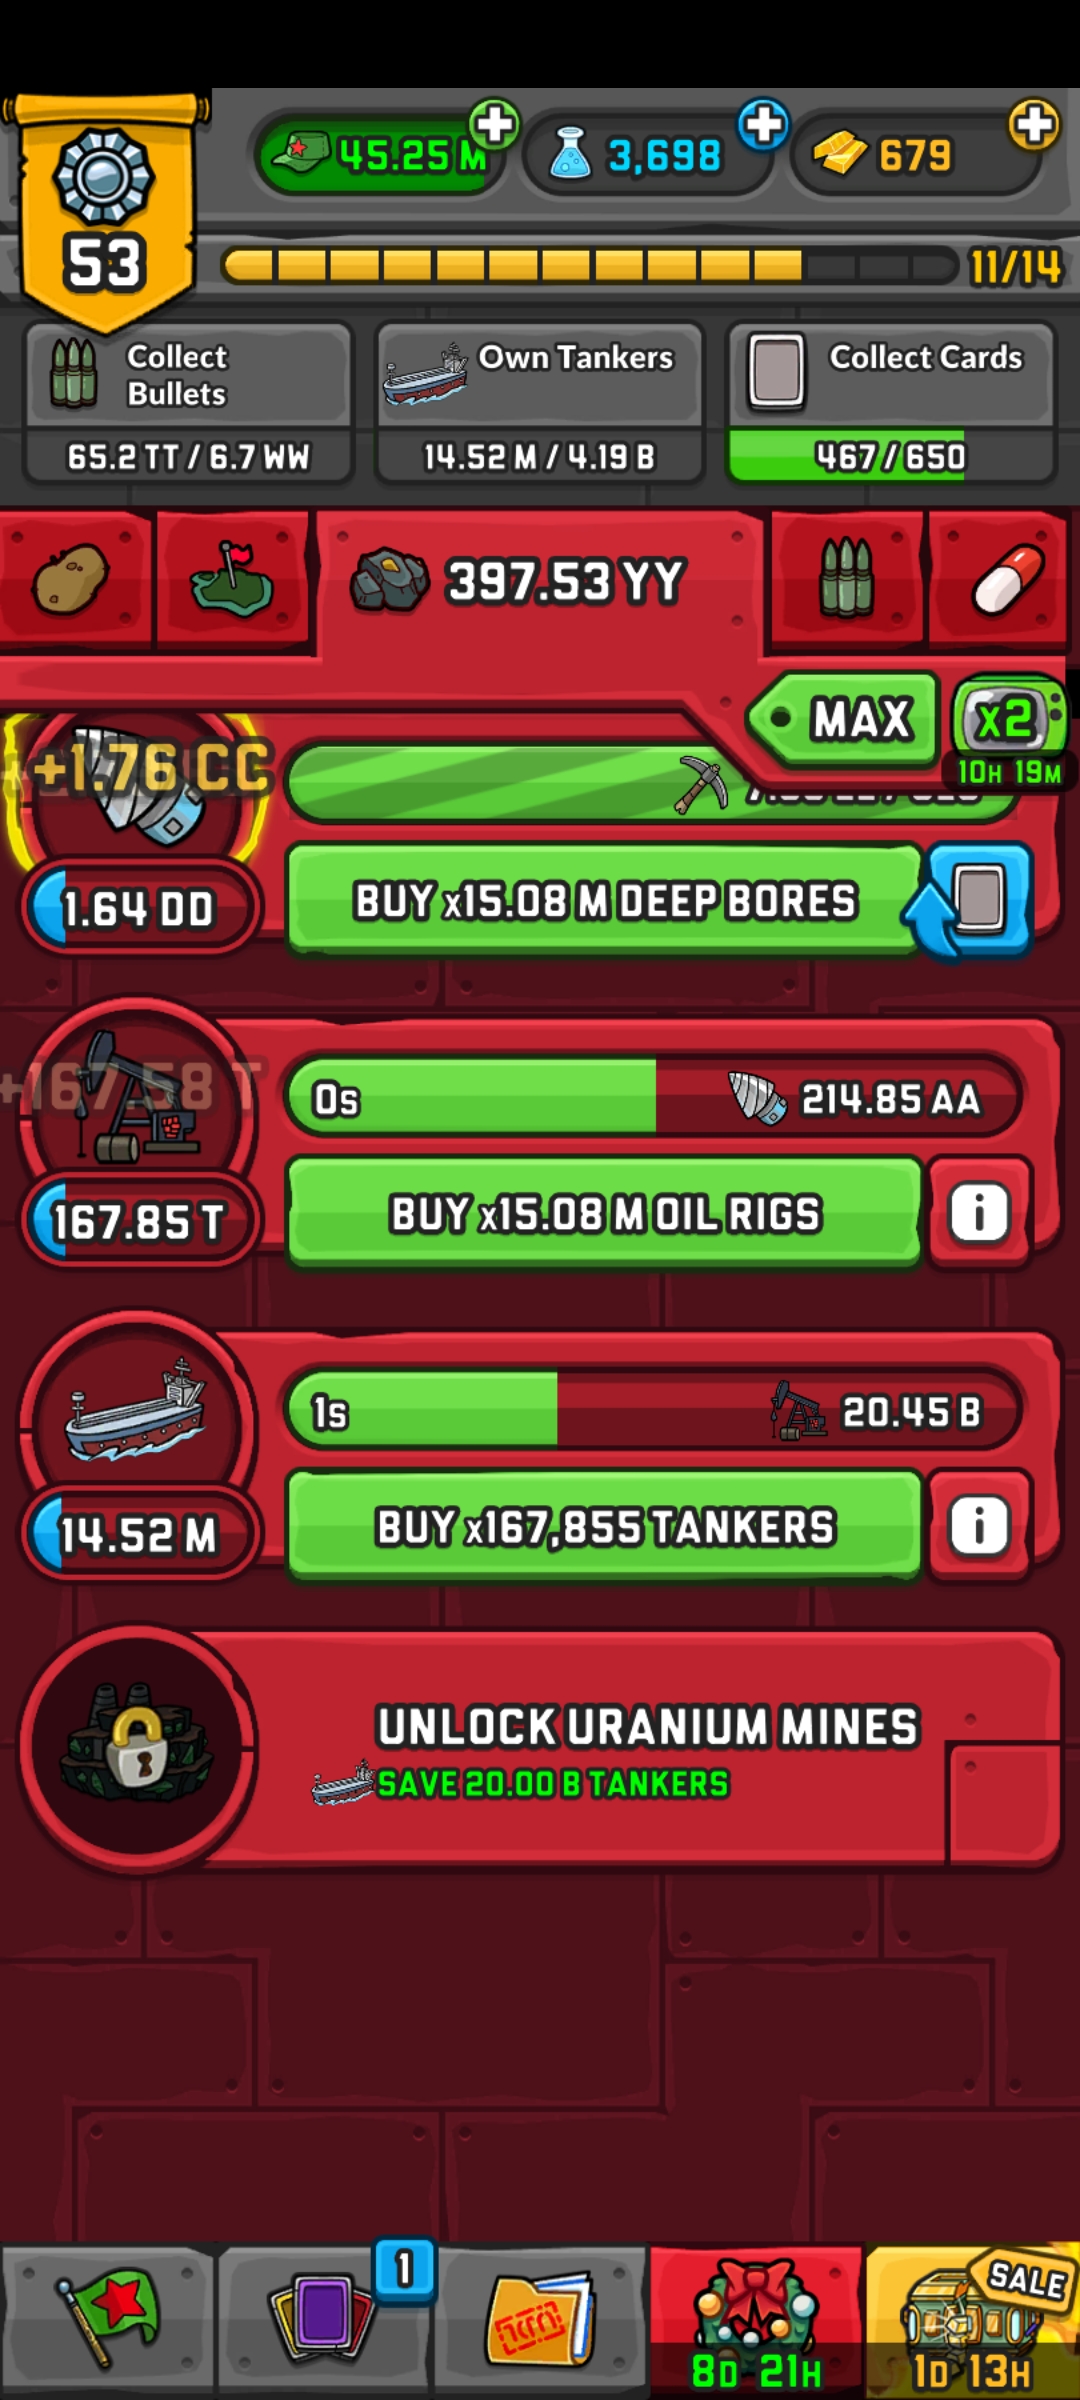 45.25 M
3,698
679
53
11/14
Collect
Bullets
Own Tankers
Collect Cards
65.2 TT / 6.7 WW
14.52 M / 4.19 B
467 / 650
397.53 YY
MAX
x2
10H 19M
+1.76 CC
1.64 DD
BUY x15.08 M DEEP BORES
+167.58 T
0s
214.85 AA
167.85 T
BUY x15.08 M OIL RIGS
i
1s
20.45 B
14.52 M
BUY x167,855 TANKERS
i
UNLOCK URANIUM MINES
SAVE 20.00 B TANKERS
1
SALE
8D 21H
1D 13H